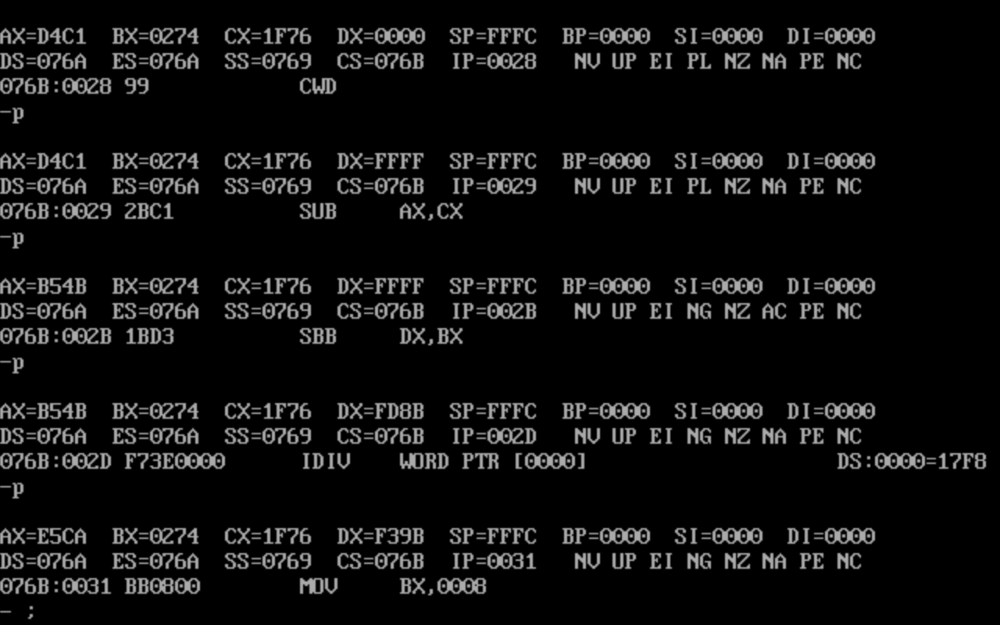 AX=D4C1  BX=0274  CX=1F76  DX=0000  SP=FFFC  BP=0000  SI=0000  DI=0000
DS=076A  ES=076A  SS=0769  CS=076B  IP=0028   NV UP EI PL NZ NA PE NC
076B:0028 99            CWD
-p
AX=D4C1  BX=0274  CX=1F76  DX=FFFF  SP=FFFC  BP=0000  SI=0000  DI=0000
DS=076A  ES=076A  SS=0769  CS=076B  IP=0029   NV UP EI PL NZ NA PE NC
076B:0029 2BC1          SUB     AX,CX
-p
AX=B54B  BX=0274  CX=1F76  DX=FFFF  SP=FFFC  BP=0000  SI=0000  DI=0000
DS=076A  ES=076A  SS=0769  CS=076B  IP=002B   NV UP EI NG NZ AC PE NC
076B:002B 1BD3          SBB     DX,BX
-p
AX=B54B  BX=0274  CX=1F76  DX=FD8B  SP=FFFC  BP=0000  SI=0000  DI=0000
DS=076A  ES=076A  SS=0769  CS=076B  IP=002D   NV UP EI NG NZ NA PE NC
076B:002D F73E0000      IDIV    WORD PTR [0000]                    DS:0000=17F8
-p
AX=E5CA  BX=0274  CX=1F76  DX=F39B  SP=FFFC  BP=0000  SI=0000  DI=0000
DS=076A  ES=076A  SS=0769  CS=076B  IP=0031   NV UP EI NG NZ NA PE NC
076B:0031 BB0800        MOV     BX,0008
- ;